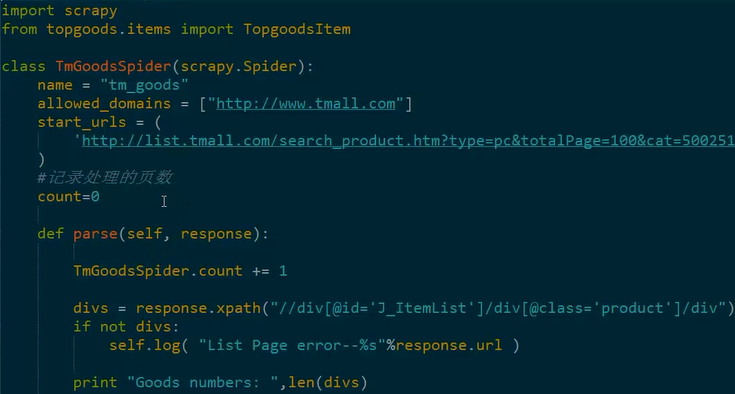 import scrapy
from topgoods.items import TopgoodsItem
class TmGoodsSpider(scrapy.Spider):
name = "tm_goods"
allowed_domains = ["http://www.tmall.com"]
start_urls = (
'http://list.tmall.com/search_product.htm?type=pc&totalPage=100&cat=500251
)
#记录处理的页数
count=0
def parse(self, response):
TmGoodsSpider.count += 1
divs = response.xpath("//div[@id='J_ItemList']/div[@class='product']/div")
if not divs:
self.log( "List Page error--%s"%response.url )
print "Goods numbers: ",len(divs)